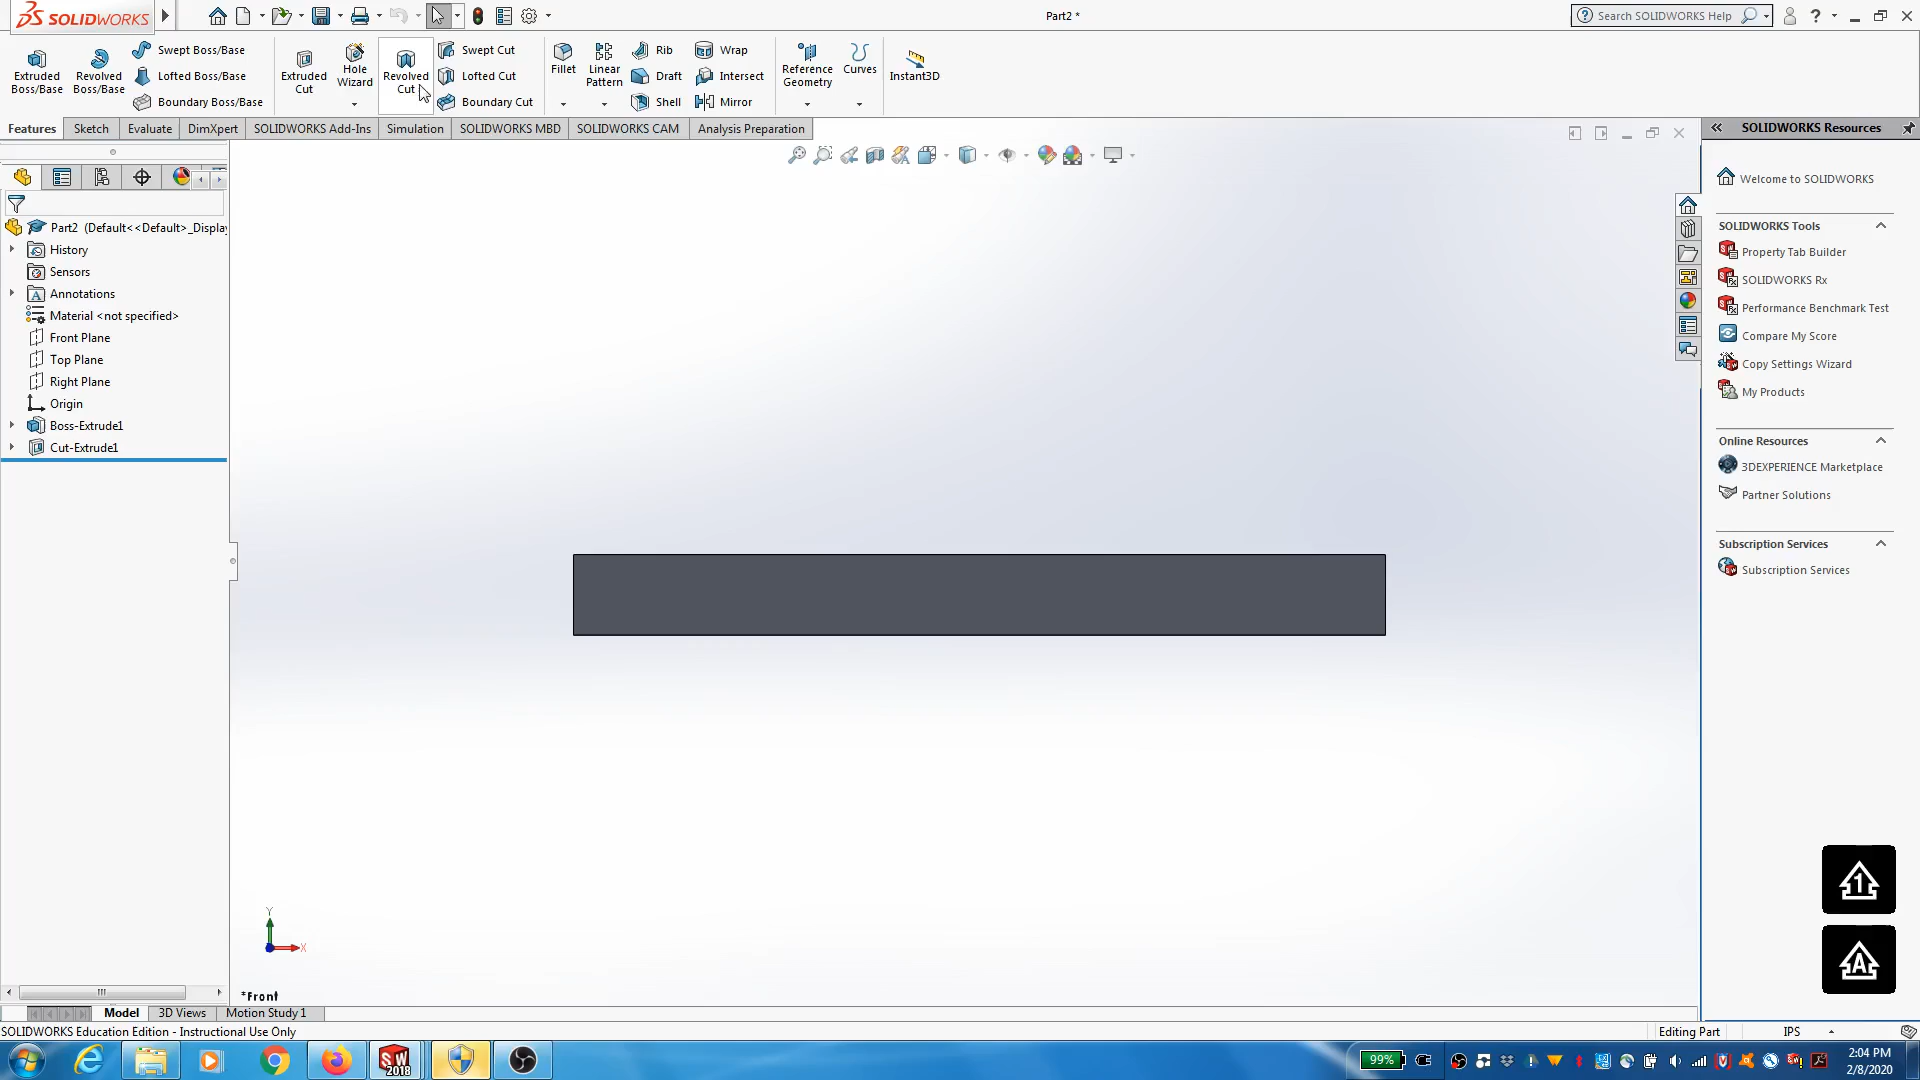 SOLIDWORKS
Part2 *
Search SOLIDWORKS Help
Extruded Boss/Base
Revolved Boss/Base
Swept Boss/Base
Lofted Boss/Base
Boundary Boss/Base
Extruded Cut
Hole Wizard
Revolved Cut
Swept Cut
Lofted Cut
Boundary Cut
Fillet
Linear Pattern
Rib
Draft
Shell
Wrap
Intersect
Mirror
Reference Geometry
Curves
Instant3D
Features
Sketch
Evaluate
DimXpert
SOLIDWORKS Add-Ins
Simulation
SOLIDWORKS MBD
SOLIDWORKS CAM
Analysis Preparation
Part2 (Default<<Default>_Display
History
Sensors
Annotations
Material <not specified>
Front Plane
Top Plane
Right Plane
Origin
Boss-Extrude1
Cut-Extrude1
Y
X
*Front
SOLIDWORKS Resources
Welcome to SOLIDWORKS
SOLIDWORKS Tools
Property Tab Builder
SOLIDWORKS Rx
Performance Benchmark Test
Compare My Score
Copy Settings Wizard
My Products
Online Resources
3DEXPERIENCE Marketplace
Partner Solutions
Subscription Services
Subscription Services
1
A
Model
3D Views
Motion Study 1
SOLIDWORKS Education Edition - Instructional Use Only
Editing Part
IPS
SW
2018
99%
2:04 PM
2/8/2020